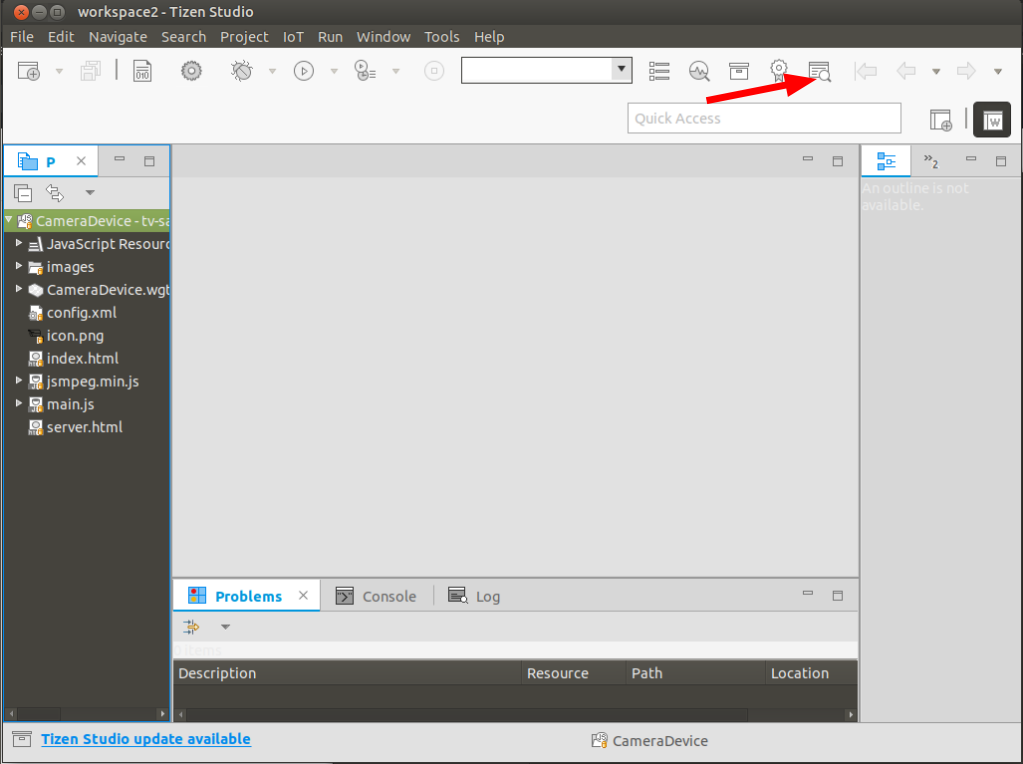 workspace2 - Tizen Studio
File Edit Navigate Search Project IoT Run Window Tools Help
010
Quick Access
W
P
»2
An outline is not
available.
CameraDevice - tv-sa
JavaScript Resourc
images
CameraDevice.wgt
config.xml
icon.png
index.html
jsmpeg.min.js
main.js
server.html
Problems Console Log
0 items
Description Resource Path Location
Tizen Studio update available
CameraDevice